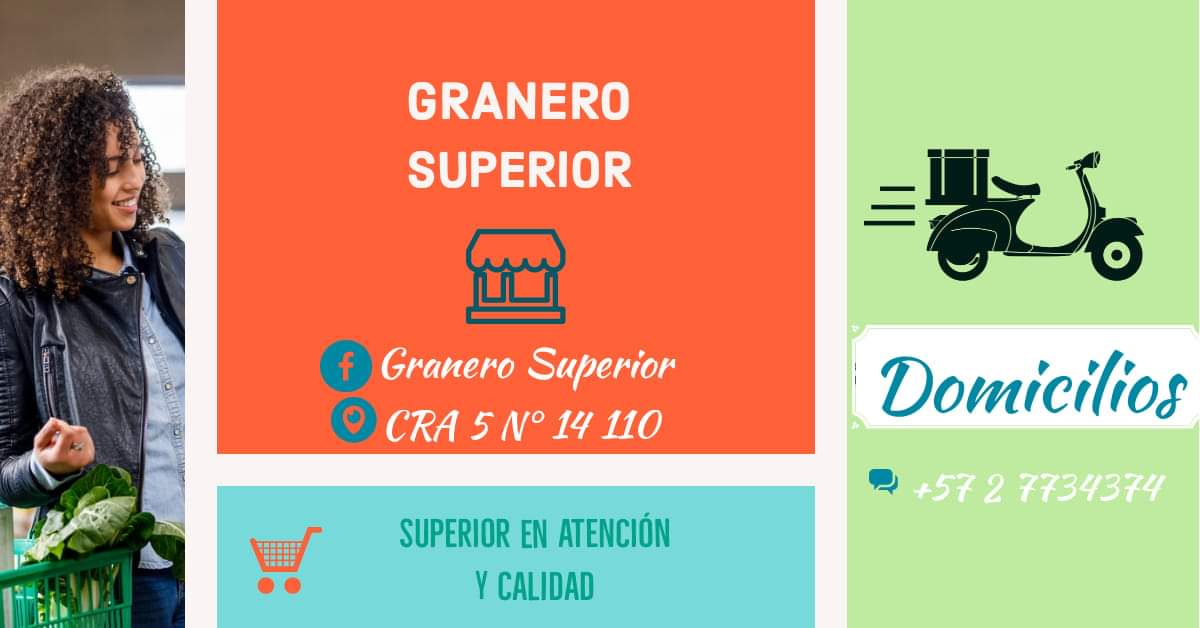 GRANERO
SUPERIOR
Granero Superior
CRA 5 N° 14 110
SUPERIOR EN ATENCIÓN
Y CALIDAD
Domicilios
+57 2 7734374